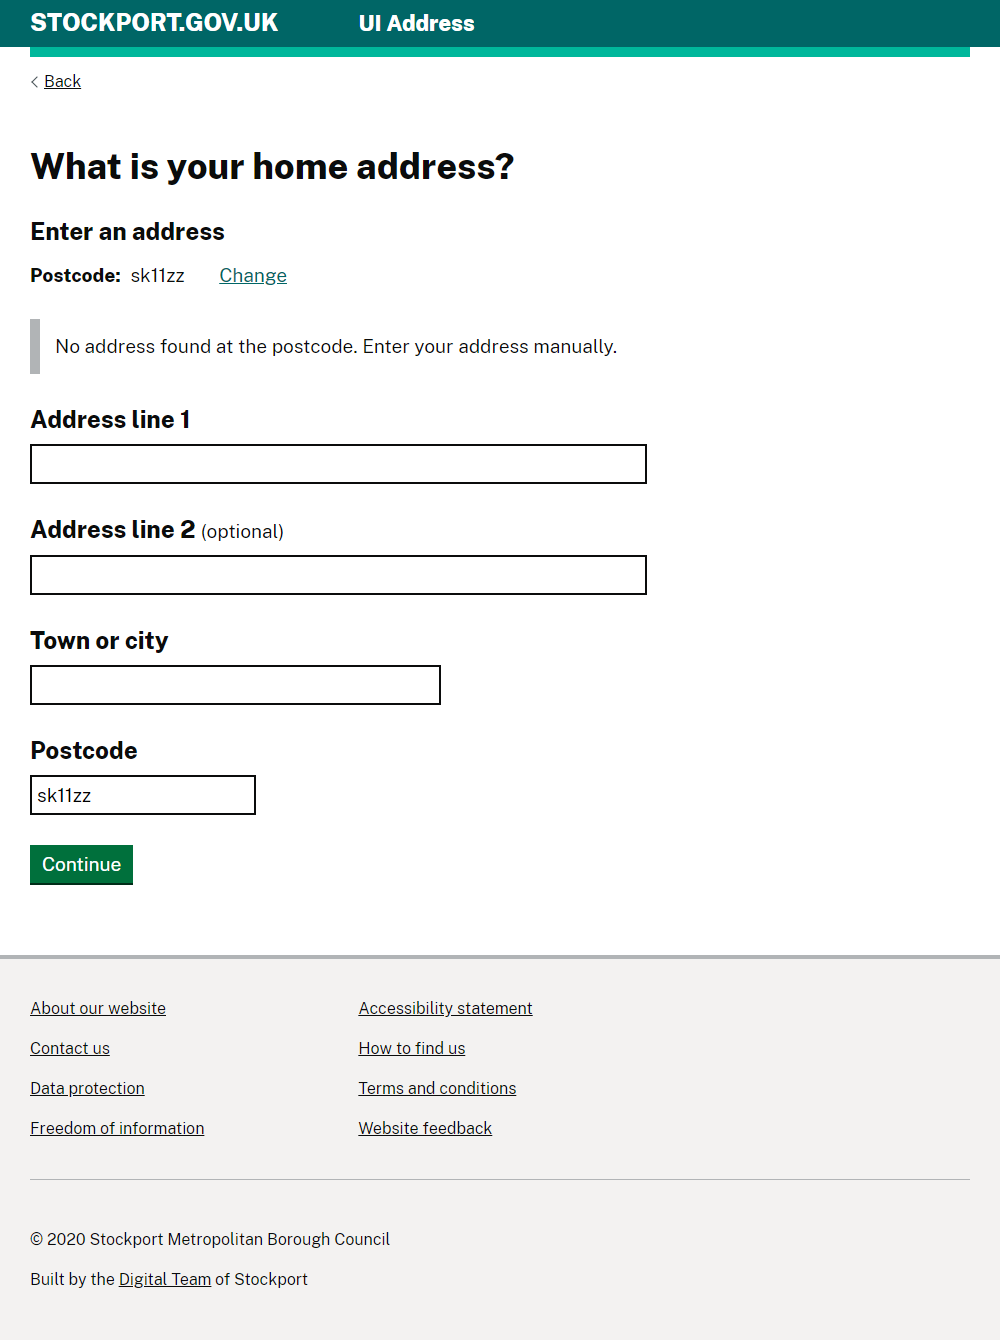 STOCKPORT.GOV.UK UI Address
Back
What is your home address?
Enter an address
Postcode: sk11zz Change
No address found at the postcode. Enter your address manually.
Address line 1
Address line 2 (optional)
Town or city
Postcode
sk11zz
Continue
About our website Accessibility statement
Contact us How to find us
Data protection Terms and conditions
Freedom of information Website feedback
© 2020 Stockport Metropolitan Borough Council
Built by the Digital Team of Stockport